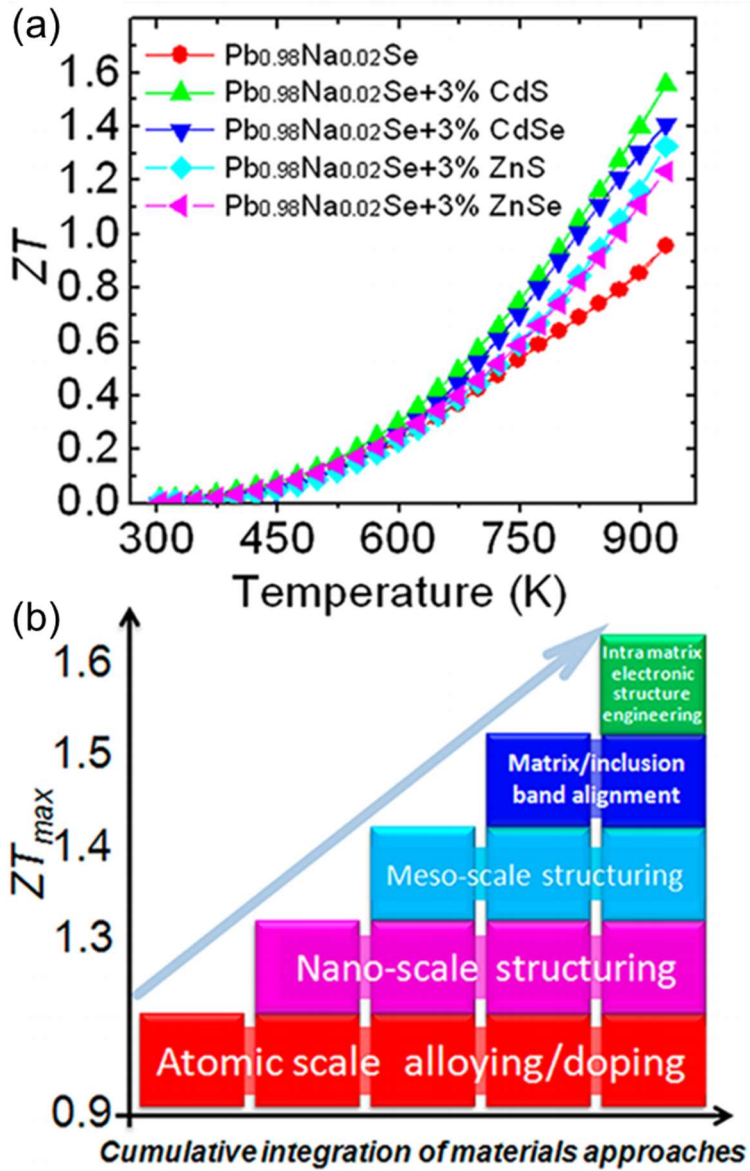 (a)
Pb0.98Na0.02Se
Pb0.98Na0.02Se+3% CdS
Pb0.98Na0.02Se+3% CdSe
Pb0.98Na0.02Se+3% ZnS
Pb0.98Na0.02Se+3% ZnSe
ZT
1.6
1.4
1.2
1.0
0.8
0.6
0.4
0.2
0.0
300 450 600 750 900
Temperature (K)
(b)
ZTmax
1.6
1.5
1.4
1.3
0.9
Intra matrix
electronic
structure
engineering
Matrix/inclusion
band alignment
Meso-scale structuring
Nano-scale structuring
Atomic scale alloying/doping
Cumulative integration of materials approaches